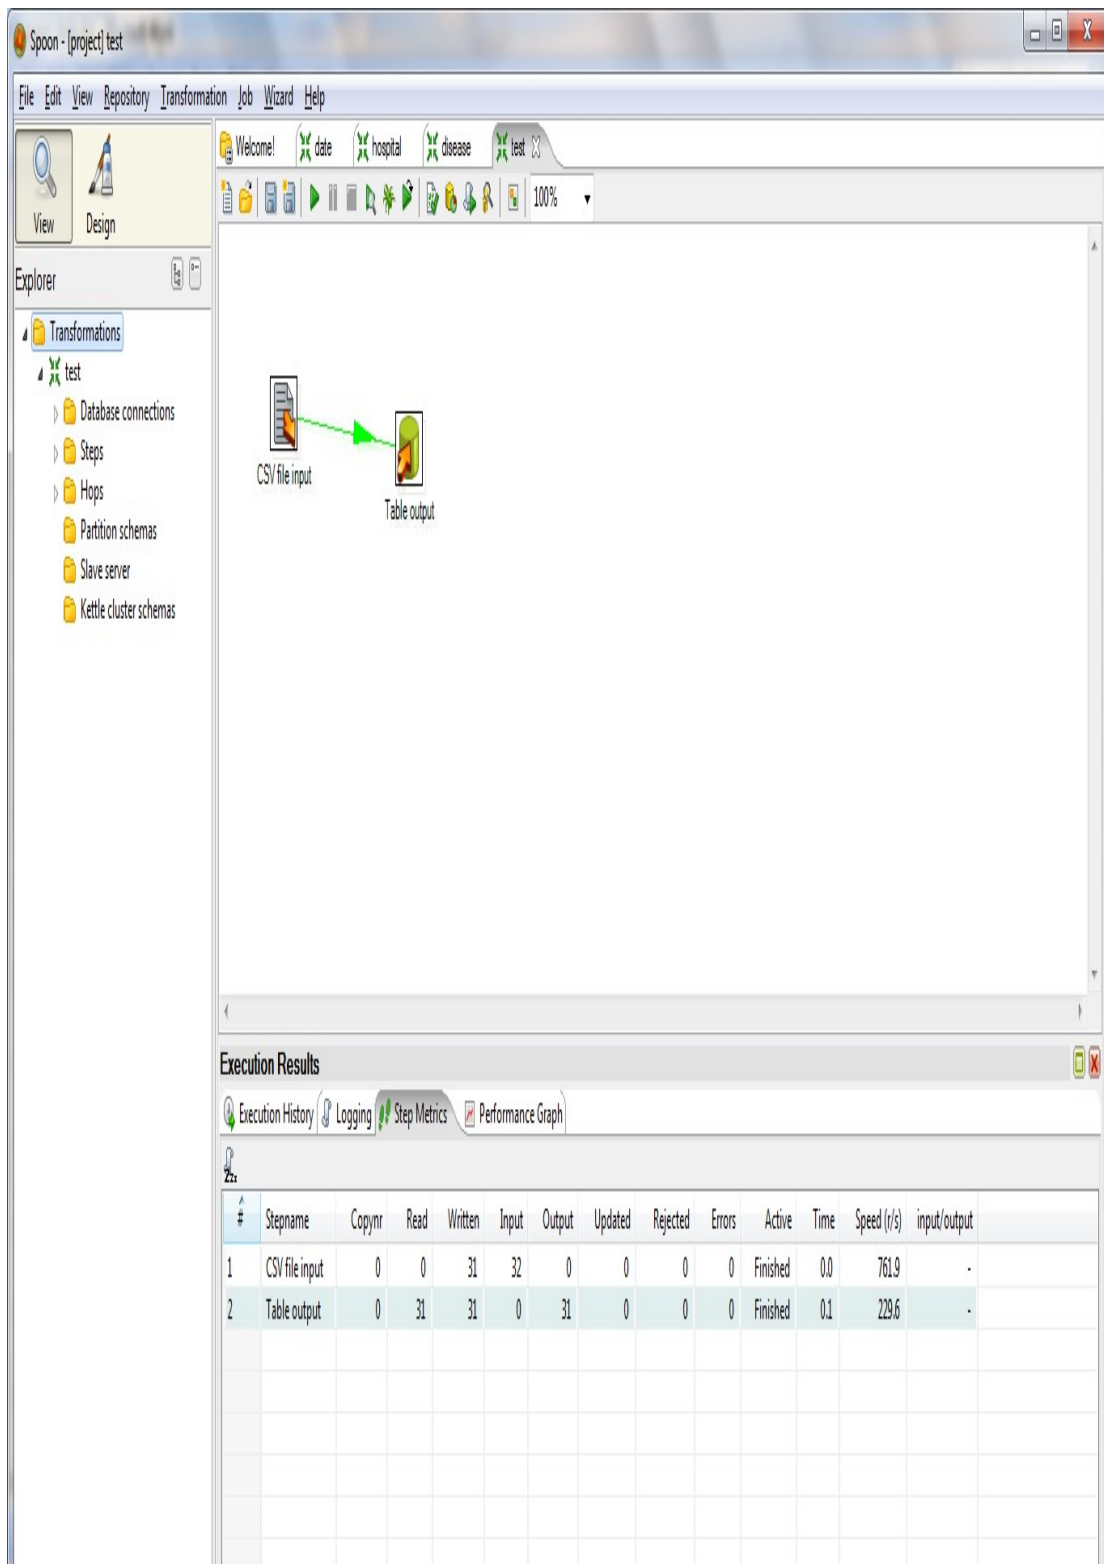 Spoon - [project] test
File Edit View Repository Transformation Job Wizard Help
View Design
Welcome! date hospital disease test
100%
Explorer
Transformations
test
Database connections
Steps
Hops
Partition schemas
Slave server
Kettle cluster schemas
CSV file input
Table output
Execution Results
Execution History Logging Step Metrics Performance Graph
# Stepname Copynr Read Written Input Output Updated Rejected Errors Active Time Speed (r/s) input/output
1 CSV file input 0 0 31 32 0 0 0 0 Finished 0.0 761.9 -
2 Table output 0 31 31 0 31 0 0 0 Finished 0.1 229.6 -